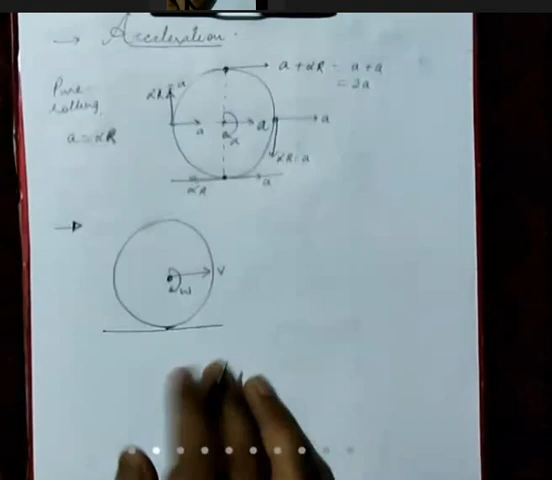 → Acceleration.
a + αR = a + a
= 2a
Pure
rolling
αR a
a = αR
a α a a
αR = a
αR a
v
ω